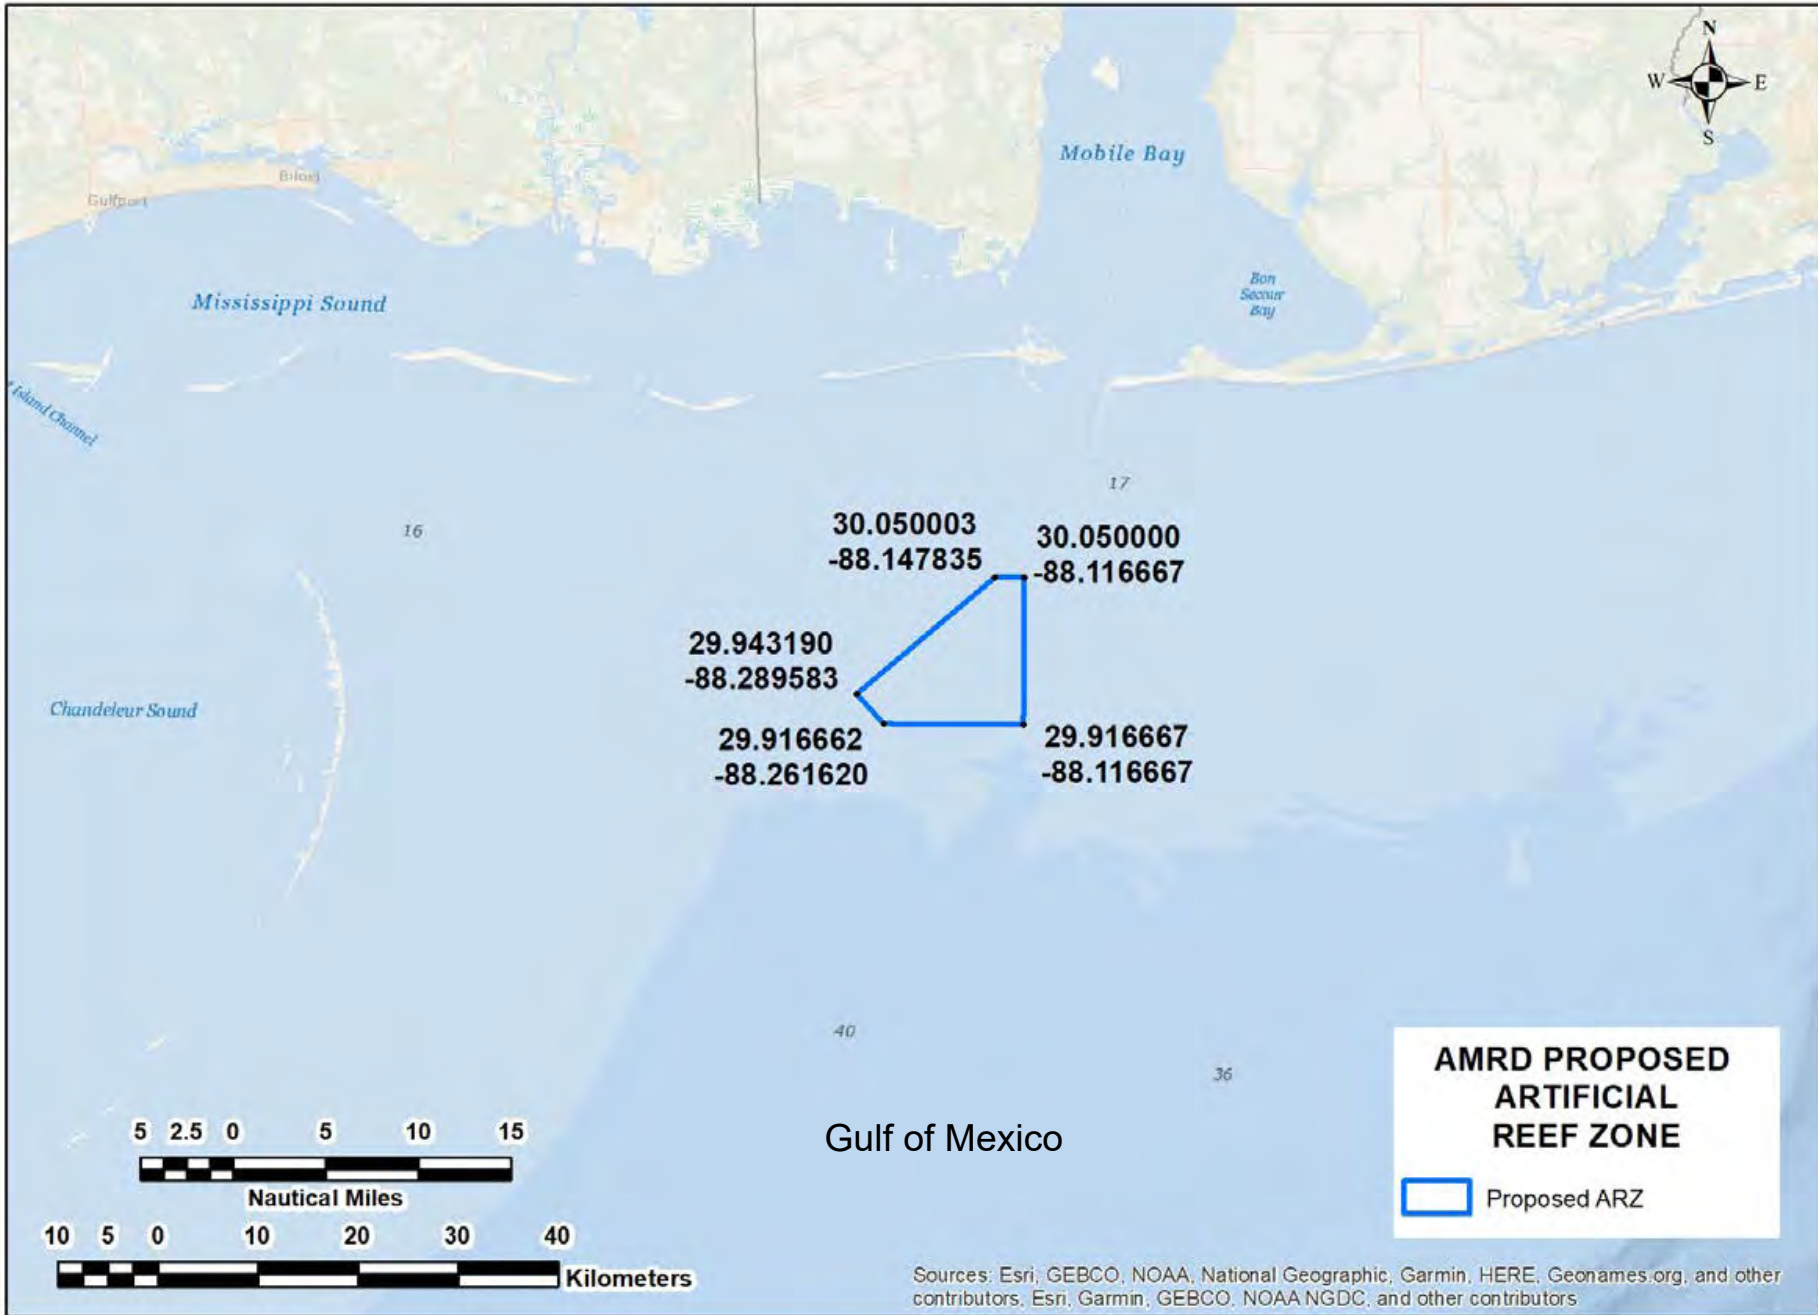 N
W E
S
Mobile Bay
Biloxi
Gulfport
Bon
Secour
Bay
Mississippi Sound
Island Channel
17
16
30.050003
-88.147835
30.050000
-88.116667
29.943190
-88.289583
Chandeleur Sound
29.916662
-88.261620
29.916667
-88.116667
40
36
Gulf of Mexico
5 2.5 0 5 10 15
Nautical Miles
10 5 0 10 20 30 40
Kilometers
AMRD PROPOSED
ARTIFICIAL
REEF ZONE
Proposed ARZ
Sources: Esri, GEBCO, NOAA, National Geographic, Garmin, HERE, Geonames.org, and other
contributors, Esri, Garmin, GEBCO, NOAA NGDC, and other contributors